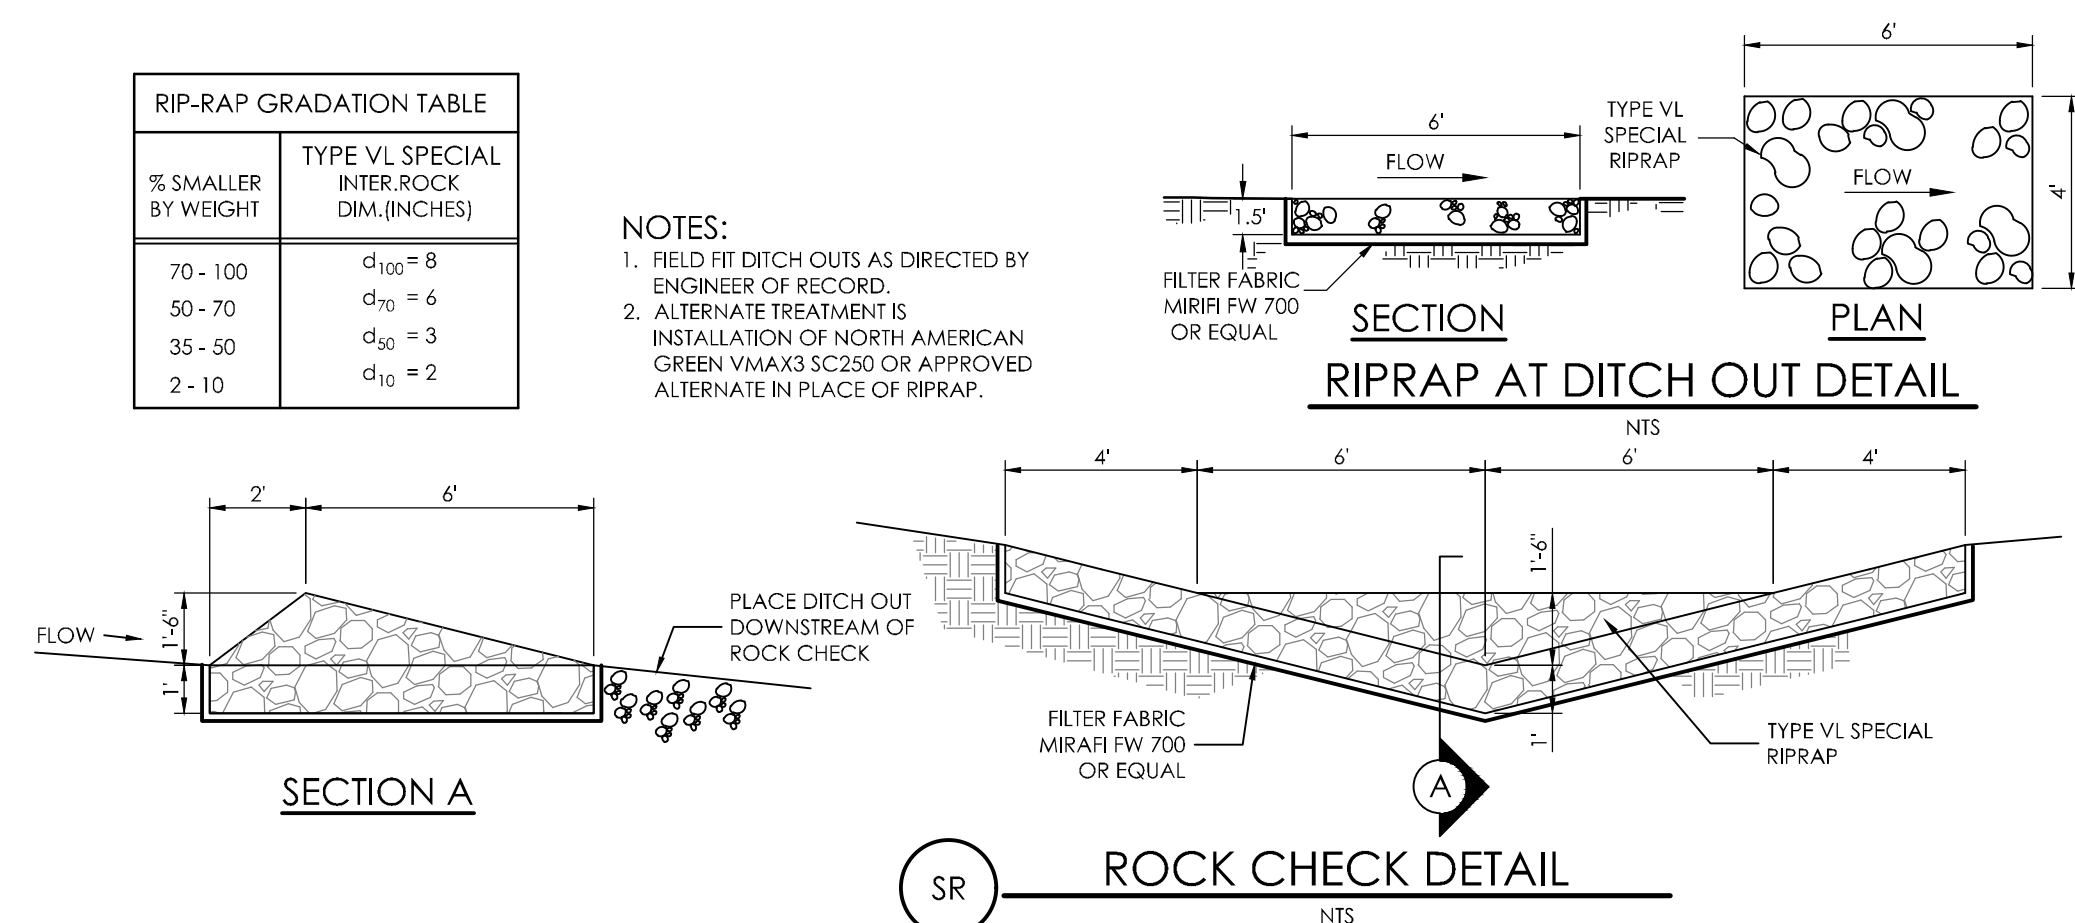 RIP-RAP GRADATION TABLE
% SMALLER
BY WEIGHT
TYPE VL SPECIAL
INTER.ROCK
DIM.(INCHES)
70 - 100
d100 = 8
50 - 70
d70 = 6
35 - 50
d50 = 3
2 - 10
d10 = 2
NOTES:
1. FIELD FIT DITCH OUTS AS DIRECTED BY
ENGINEER OF RECORD.
2. ALTERNATE TREATMENT IS
INSTALLATION OF NORTH AMERICAN
GREEN VMAX3 SC250 OR APPROVED
ALTERNATE IN PLACE OF RIPRAP.
6'
FLOW
1.5'
FILTER FABRIC
MIRIFI FW 700
OR EQUAL
SECTION
6'
TYPE VL
SPECIAL
RIPRAP
FLOW
4'
PLAN
RIPRAP AT DITCH OUT DETAIL
NTS
2'
6'
FLOW
1'-6"
1'
PLACE DITCH OUT
DOWNSTREAM OF
ROCK CHECK
SECTION A
4'
6'
6'
4'
1'-6"
1'
FILTER FABRIC
MIRAFI FW 700
OR EQUAL
TYPE VL SPECIAL
RIPRAP
A
SR
ROCK CHECK DETAIL
NTS